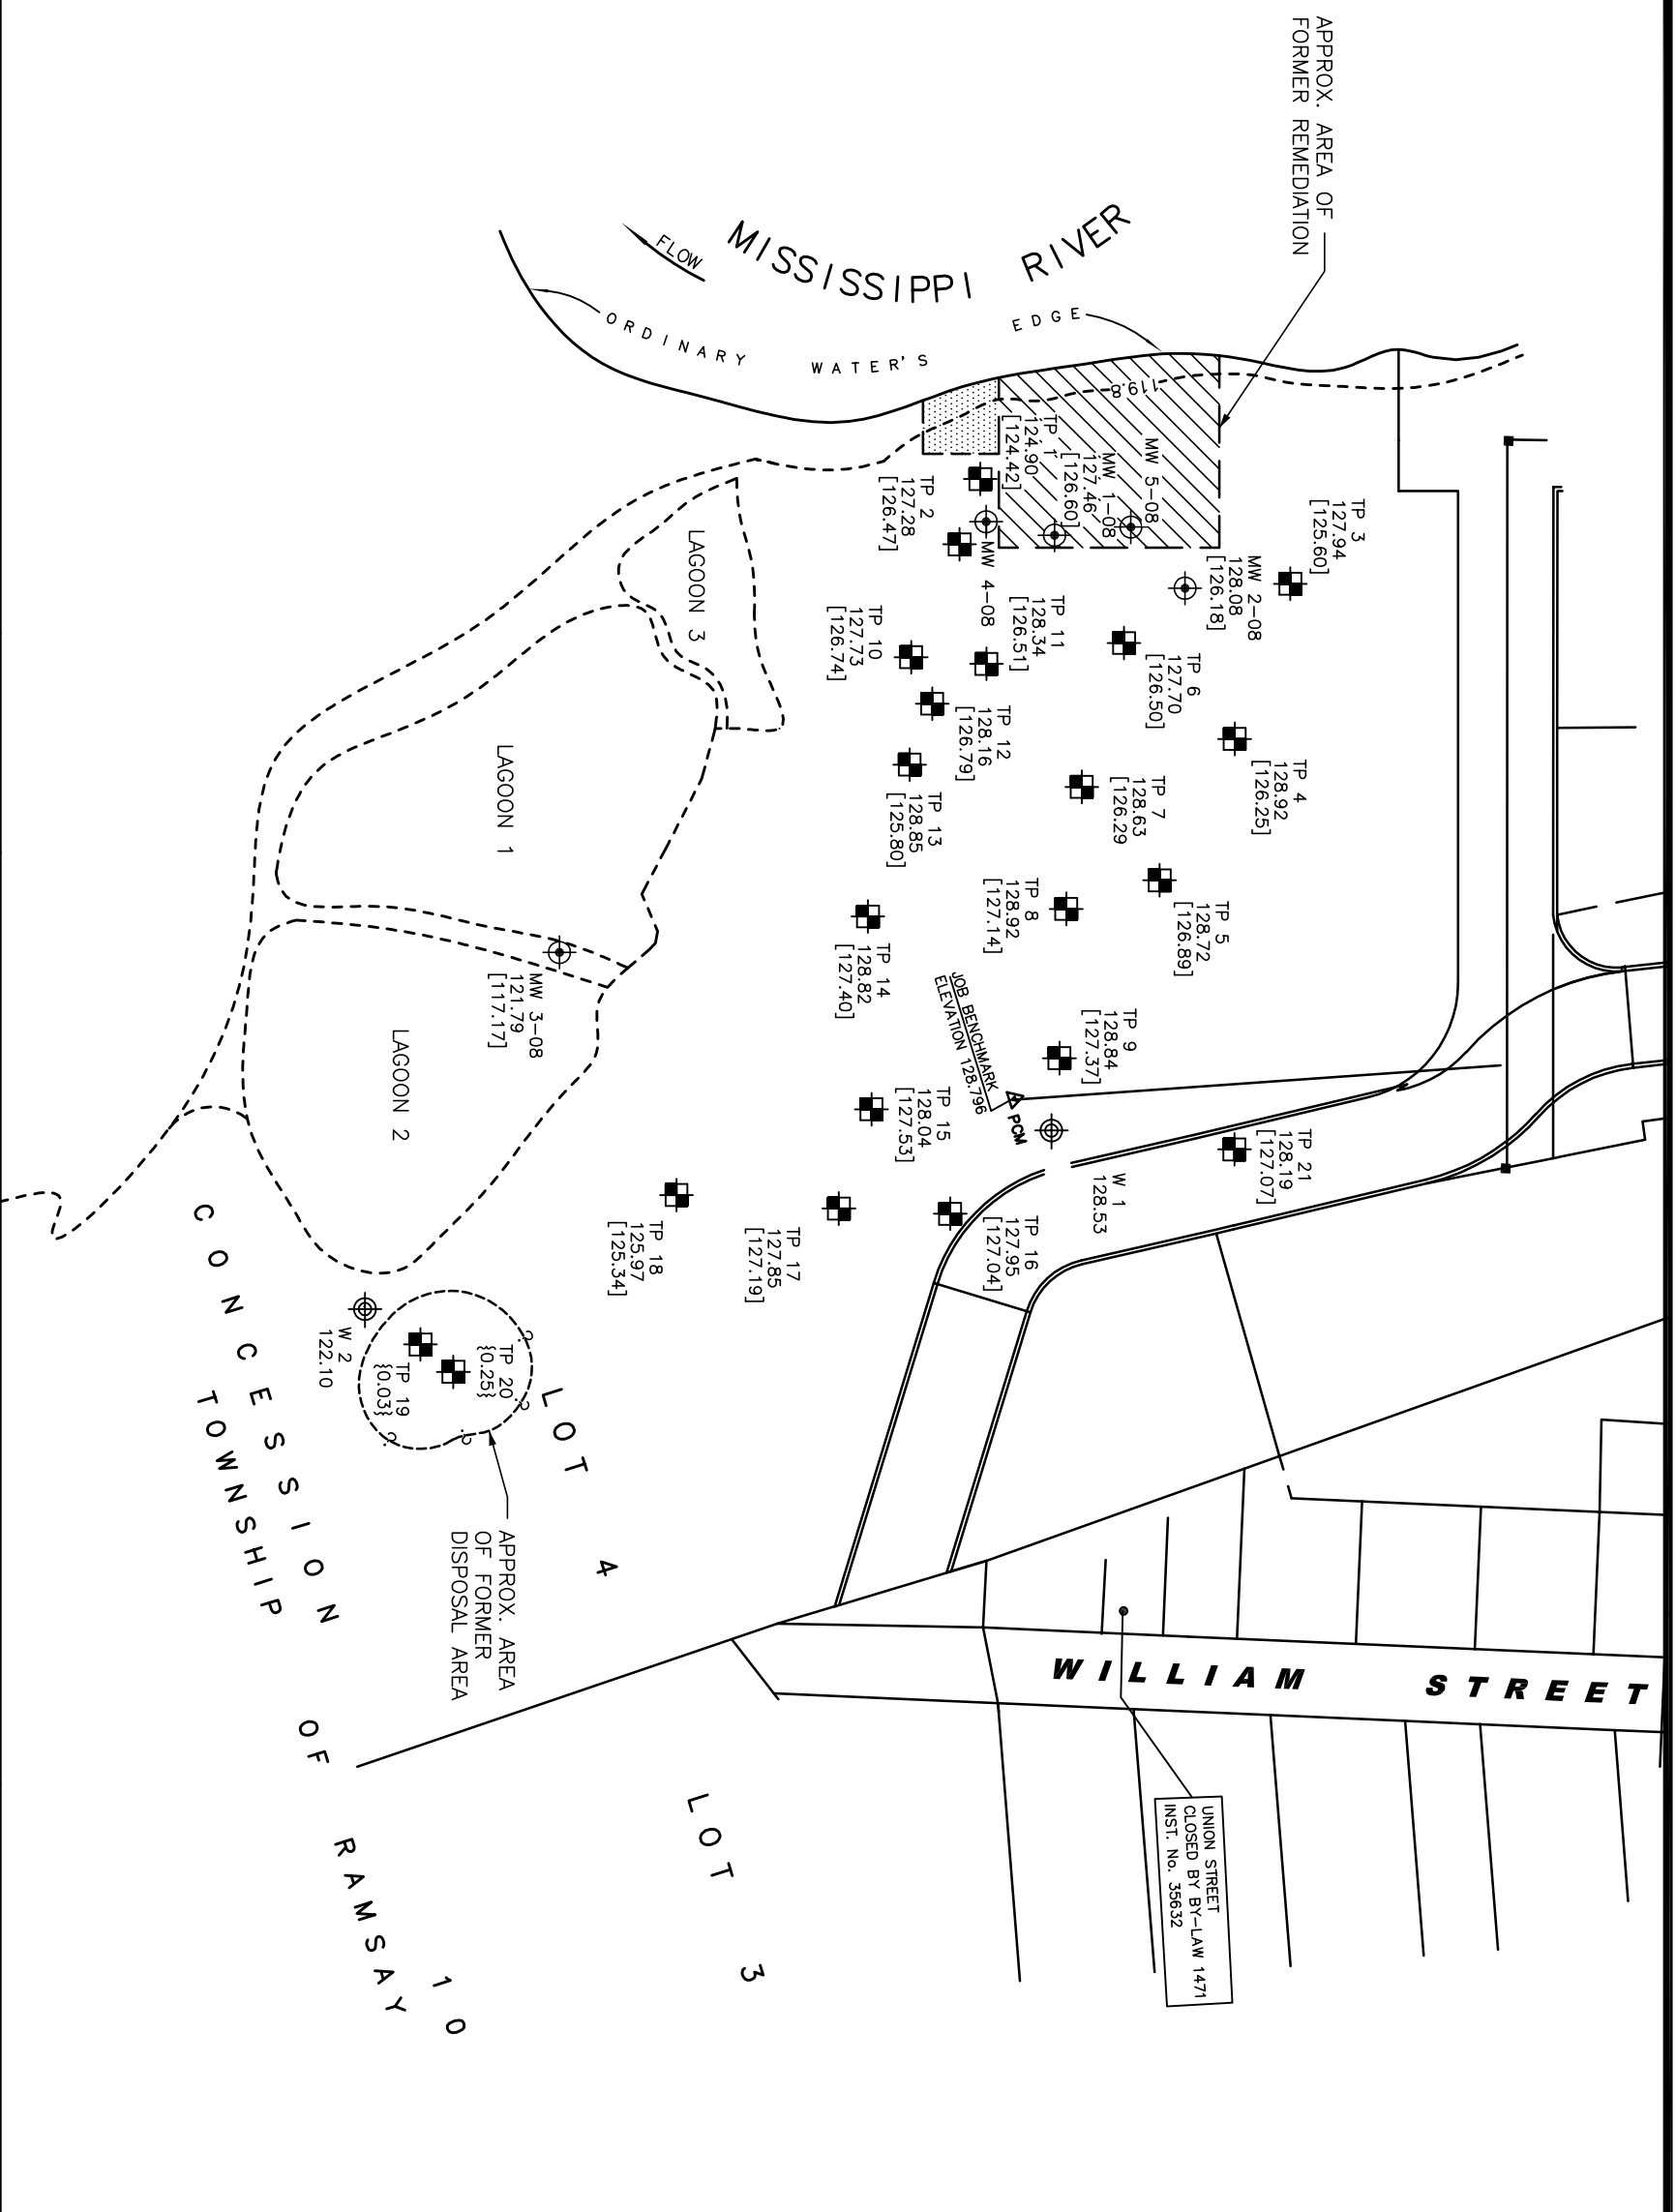 APPROX. AREA OF
FORMER REMEDIATION
MISSISSIPPI RIVER
FLOW
ORDINARY WATER'S EDGE
119.8
TP 3
127.94
[125.60]
MW 5-08
MW 1-08
127.46
[126.60]
TP 1
124.90
[124.42]
TP 2
127.28
[126.47]
MW 4-08
MW 2-08
128.08
[126.18]
TP 6
127.70
[126.50]
TP 11
128.34
[126.51]
TP 10
127.73
[126.74]
TP 12
128.16
[126.79]
TP 4
128.92
[126.25]
TP 7
128.63
[126.29
TP 13
128.85
[125.80]
TP 5
128.72
[126.89]
TP 8
128.92
[127.14]
TP 14
128.82
[127.40]
TP 9
128.84
[127.37]
JOB BENCHMARK
ELEVATION 128.796
PCM
TP 15
128.04
[127.53]
TP 21
128.19
[127.07]
W 1
128.53
TP 16
127.95
[127.04]
TP 17
127.85
[127.19]
TP 18
125.97
[125.34]
LAGOON 3
LAGOON 1
LAGOON 2
MW 3-08
121.79
[117.17]
W 2
122.10
TP 20
{0.25}
TP 19
{0.03}
?
?
?
?
APPROX. AREA
OF FORMER
DISPOSAL AREA
LOT 4
LOT 3
CONCESSION 10
TOWNSHIP OF RAMSAY
WILLIAM STREET
UNION STREET
CLOSED BY BY-LAW 1471
INST. No. 35632